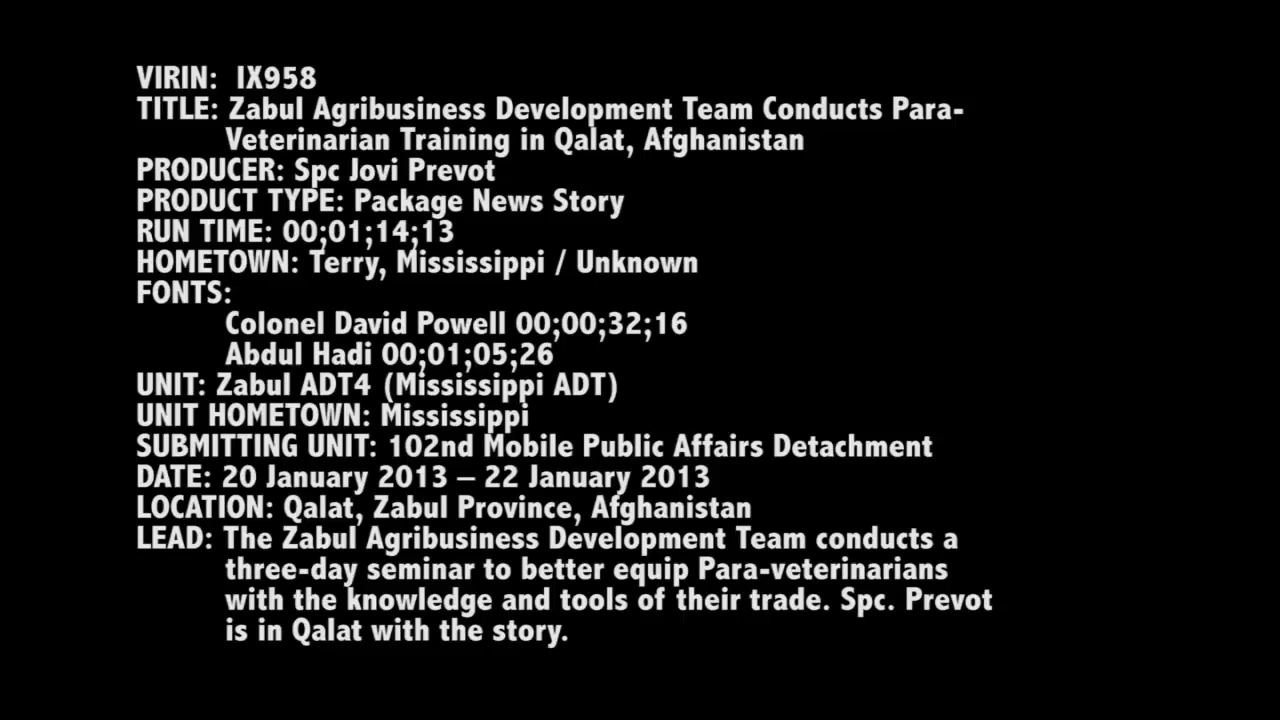 VIRIN: IX958
TITLE: Zabul Agribusiness Development Team Conducts Para-
Veterinarian Training in Qalat, Afghanistan
PRODUCER: Spc Jovi Prevot
PRODUCT TYPE: Package News Story
RUN TIME: 00;01;14;13
HOMETOWN: Terry, Mississippi / Unknown
FONTS:
Colonel David Powell 00;00;32;16
Abdul Hadi 00;01;05;26
UNIT: Zabul ADT4 (Mississippi ADT)
UNIT HOMETOWN: Mississippi
SUBMITTING UNIT: 102nd Mobile Public Affairs Detachment
DATE: 20 January 2013 – 22 January 2013
LOCATION: Qalat, Zabul Province, Afghanistan
LEAD: The Zabul Agribusiness Development Team conducts a
three-day seminar to better equip Para-veterinarians
with the knowledge and tools of their trade. Spc. Prevot
is in Qalat with the story.